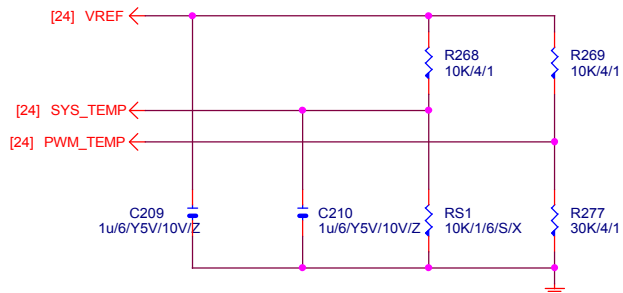 [24] VREF
R268
10K/4/1
R269
10K/4/1
[24] SYS_TEMP
[24] PWM_TEMP
C209
1u/6/Y5V/10V/Z
C210
1u/6/Y5V/10V/Z
RS1
10K/1/6/S/X
R277
30K/4/1